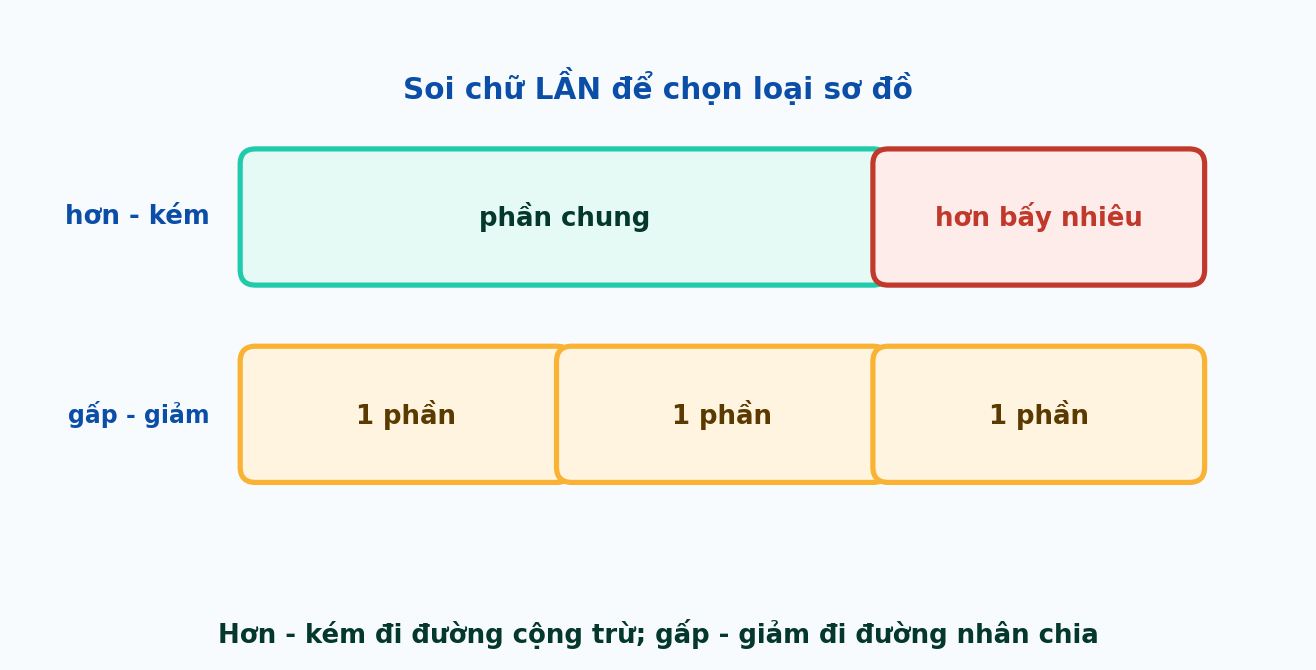 Soi chữ LẦN để chọn loại sơ đồ
hơn - kém
phần chung
hơn bấy nhiêu
gấp - giảm
1 phần
1 phần
1 phần
Hơn - kém đi đường cộng trừ; gấp - giảm đi đường nhân chia